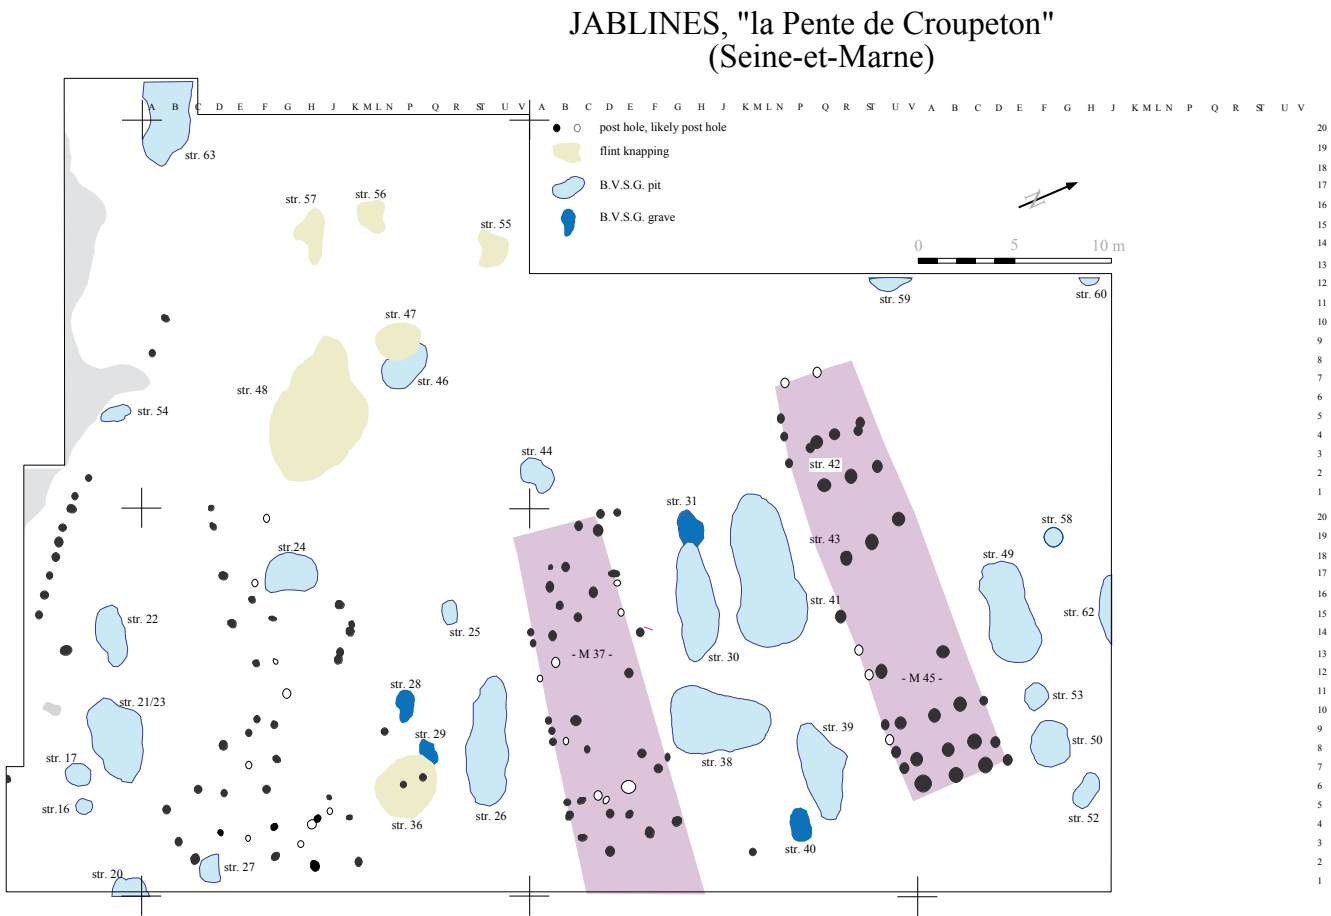 JABLINES, "la Pente de Croupeton"
(Seine-et-Marne)
A B C D E F G H J K M L N P Q R S T U V A B C D E F G H J K M L N P Q R S T U V A B C D E F G H J K M L N P Q R S T U V
post hole, likely post hole
flint knapping
B.V.S.G. pit
B.V.S.G. grave
N
0 5 10 m
20
19
18
17
16
15
14
13
12
11
10
9
8
7
6
5
4
3
2
1
20
19
18
17
16
15
14
13
12
11
10
9
8
7
6
5
4
3
2
1
str. 63
str. 57
str. 56
str. 55
str. 59
str. 60
str. 47
str. 46
str. 48
str. 54
str. 44
str. 42
str. 31
str. 58
str. 43
str.24
str. 49
str. 41
str. 62
str. 22
str. 25
str. 30
- M 37 -
- M 45 -
str. 28
str. 53
str. 21/23
str. 29
str. 39
str. 50
str. 17
str. 38
str.16
str. 36
str. 26
str. 52
str. 40
str. 27
str. 20